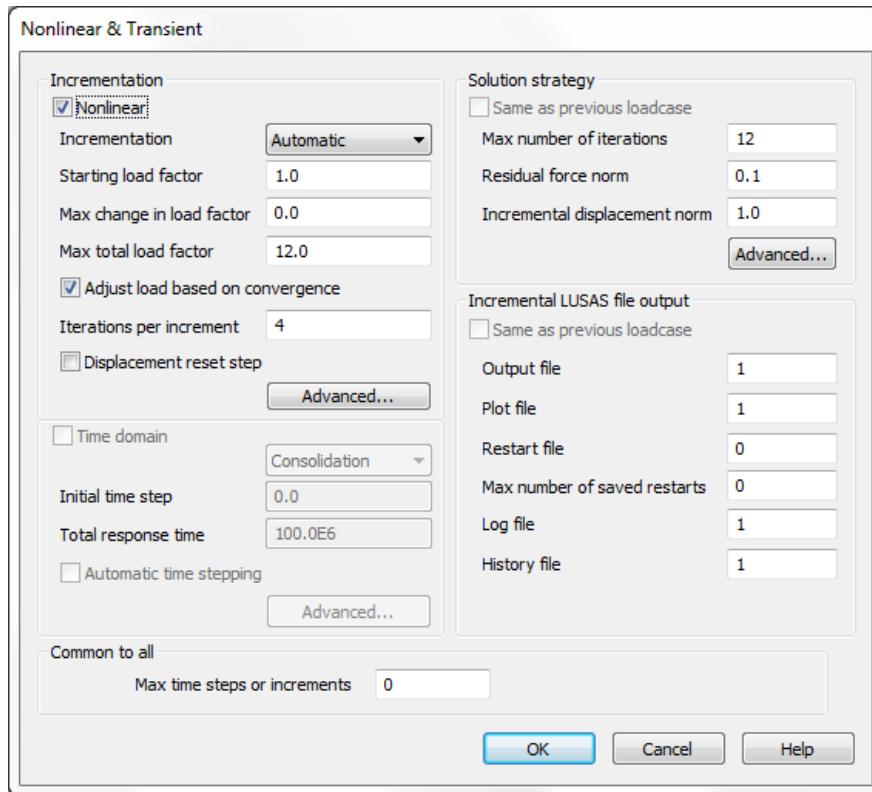 Nonlinear & Transient
Incrementation
Nonlinear
Incrementation Automatic
Starting load factor 1.0
Max change in load factor 0.0
Max total load factor 12.0
Adjust load based on convergence
Iterations per increment 4
Displacement reset step
Advanced...
Time domain
Consolidation
Initial time step 0.0
Total response time 100.0E6
Automatic time stepping
Advanced...
Solution strategy
Same as previous loadcase
Max number of iterations 12
Residual force norm 0.1
Incremental displacement norm 1.0
Advanced...
Incremental LUSAS file output
Same as previous loadcase
Output file 1
Plot file 1
Restart file 0
Max number of saved restarts 0
Log file 1
History file 1
Common to all
Max time steps or increments 0
OK Cancel Help